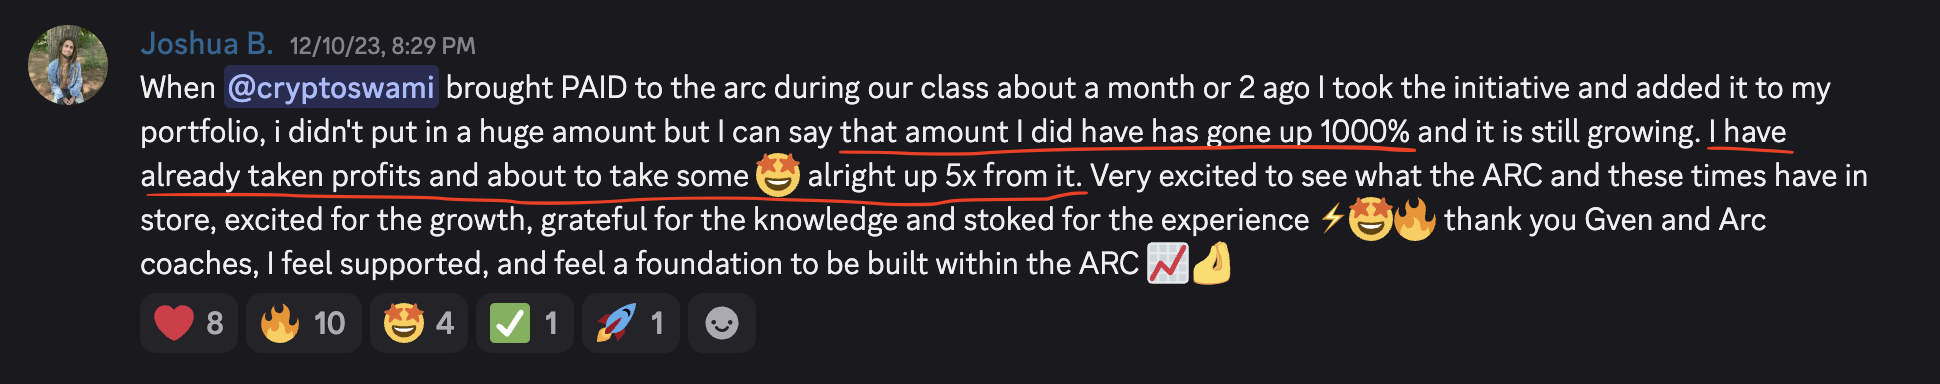 Joshua B. 12/10/23, 8:29 PM
When @cryptoswami brought PAID to the arc during our class about a month or 2 ago I took the initiative and added it to my
portfolio, i didn't put in a huge amount but I can say that amount I did have has gone up 1000% and it is still growing. I have
already taken profits and about to take some 🤩 alright up 5x from it. Very excited to see what the ARC and these times have in
store, excited for the growth, grateful for the knowledge and stoked for the experience ⚡🤩🔥 thank you Gven and Arc
coaches, I feel supported, and feel a foundation to be built within the ARC 📈🤌
❤️ 8 🔥 10 🤩 4 ✅ 1 🚀 1